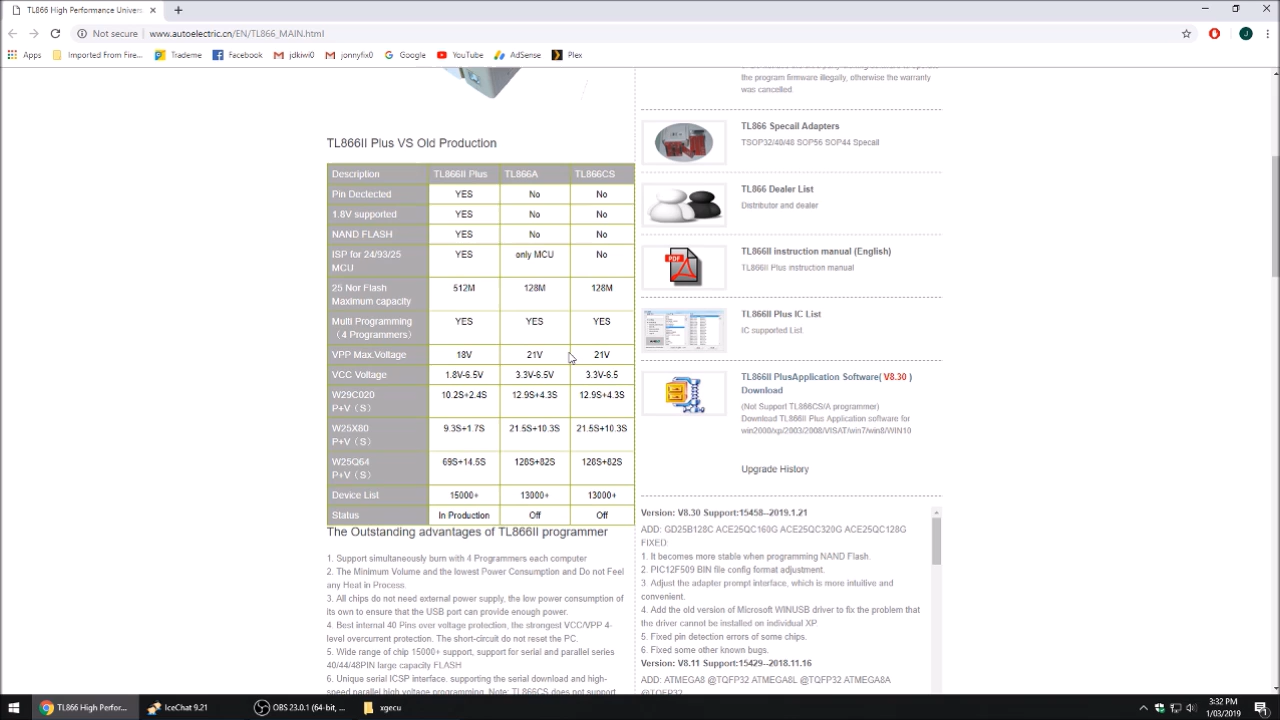 TL866 High Performance Univers
Not secure | www.autoelectric.cn/EN/TL866_MAIN.html
Apps Imported From Fire... Trademe Facebook jdkiwi0 jonnyfix0 Google YouTube AdSense Plex
TL866II Plus VS Old Production
Description TL866II Plus TL866A TL866CS
Pin Dectected YES No No
1.8V supported YES No No
NAND FLASH YES No No
ISP for 24/93/25 MCU YES only MCU No
25 Nor Flash Maximum capacity 512M 128M 128M
Multi Programming (4 Programmers) YES YES YES
VPP Max.Voltage 18V 21V 21V
VCC Voltage 1.8V-6.5V 3.3V-6.5V 3.3V-6.5
W29C020 P+V (S) 10.2S+2.4S 12.9S+4.3S 12.9S+4.3S
W25X80 P+V (S) 9.3S+1.7S 21.5S+10.3S 21.5S+10.3S
W25Q64 P+V (S) 69S+14.5S 128S+82S 128S+82S
Device List 15000+ 13000+ 13000+
Status In Production Off Off
The Outstanding advantages of TL866II programmer
1. Support simultaneously burn with 4 Programmers each computer
2. The Minimum Volume and the lowest Power Consumption and Do not Feel
any Heat in Process
3. All chips do not need external power supply, the low power consumption of
its own to ensure that the USB port can provide enough power.
4. Best internal 40 Pins over voltage protection, the strongest VCC/VPP 4-
level overcurrent protection. The short-circuit do not reset the PC.
5. Wide range of chip 15000+ support, support for serial and parallel series
40/44/48PIN large capacity FLASH
6. Unique serial ICSP interface, supporting the serial download and high-
speed parallel high voltage programming. Note: TL866CS does not support
the program firmware illegally, otherwise the warranty
was cancelled.
TL866 Specail Adapters
TSOP32/40/48 SOP56 SOP44 Specail
TL866 Dealer List
Distributor and dealer
PDF
TL866II instruction manual (English)
TL866II Plus instruction manual
TL866II Plus IC List
IC supported List
TL866II PlusApplication Software( V8.30 )
Download
(Not Support TL866CS/A programmer)
Download TL866II Plus Application software for
win2000/xp/2003/2008/VISAT/win7/win8/WIN10
Upgrade History
Version: V8.30 Support:15458--2019.1.21
ADD: GD25B128C ACE25QC160G ACE25QC320G ACE25QC128G
FIXED:
1. It becomes more stable when programming NAND Flash.
2. PIC12F509 BIN file config format adjustment.
3. Adjust the adapter prompt interface, which is more intuitive and
convenient.
4. Add the old version of Microsoft WINUSB driver to fix the problem that
the driver cannot be installed on individual XP.
5. Fixed pin detection errors of some chips.
6. Fixed some other known bugs.
Version: V8.11 Support:15429--2018.11.16
ADD: ATMEGA8 @TQFP32 ATMEGA8L @TQFP32 ATMEGA8A
@TQFP32
TL866 High Perfor... IceChat 9.21 OBS 23.0.1 (64-bit, ... xgecu
3:32 PM
1/03/2019